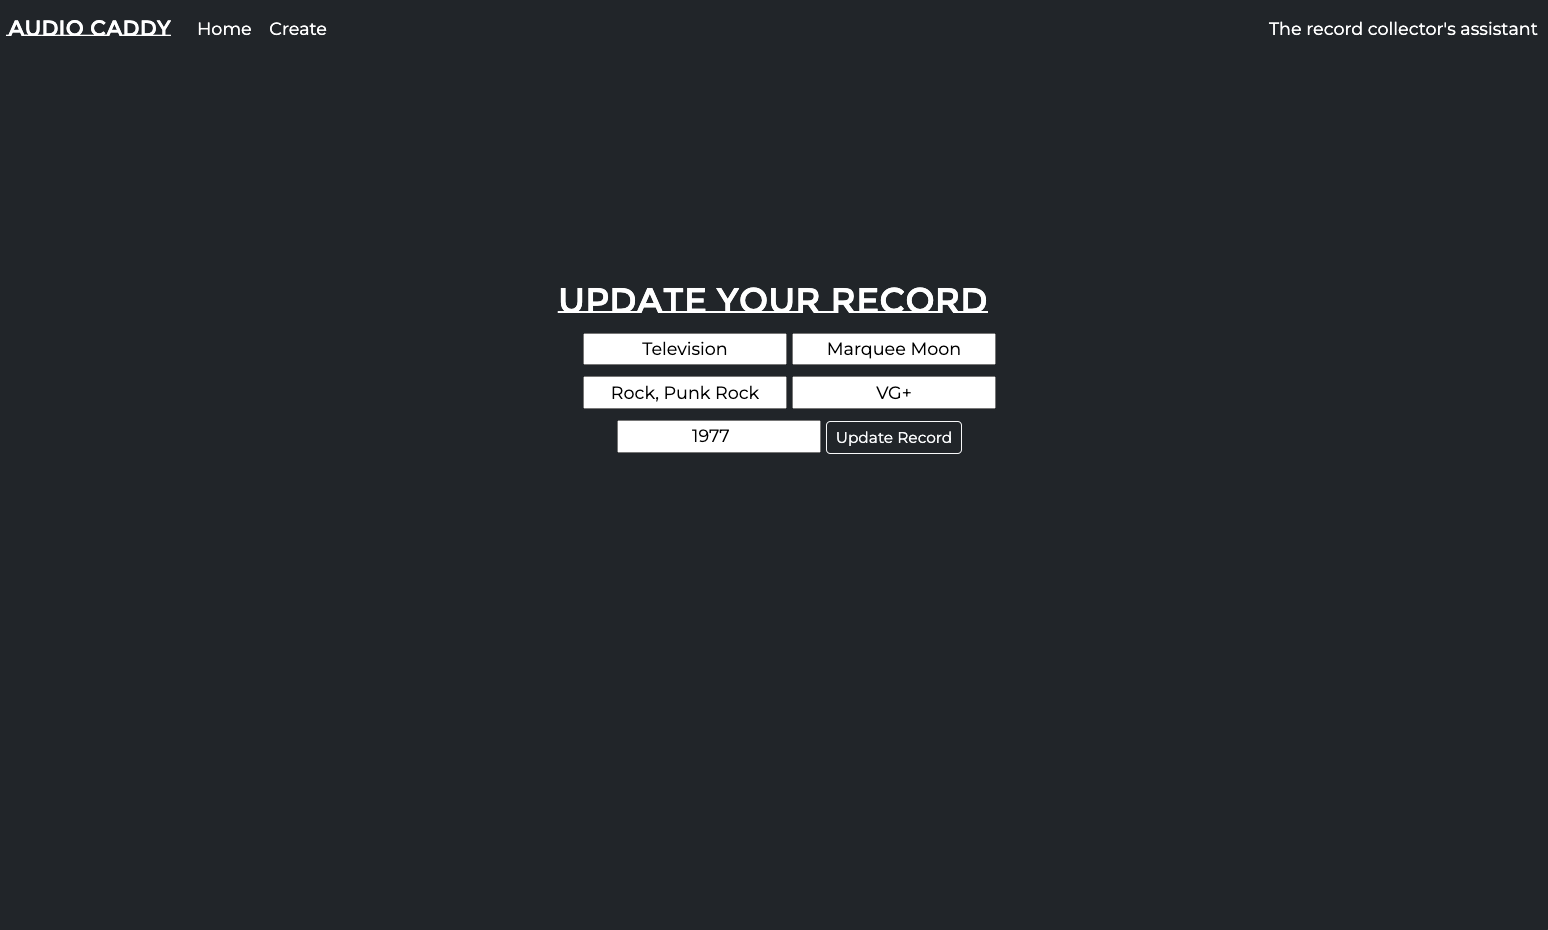 AUDIO CADDY Home Create The record collector's assistant
UPDATE YOUR RECORD
Television Marquee Moon
Rock, Punk Rock VG+
1977 Update Record